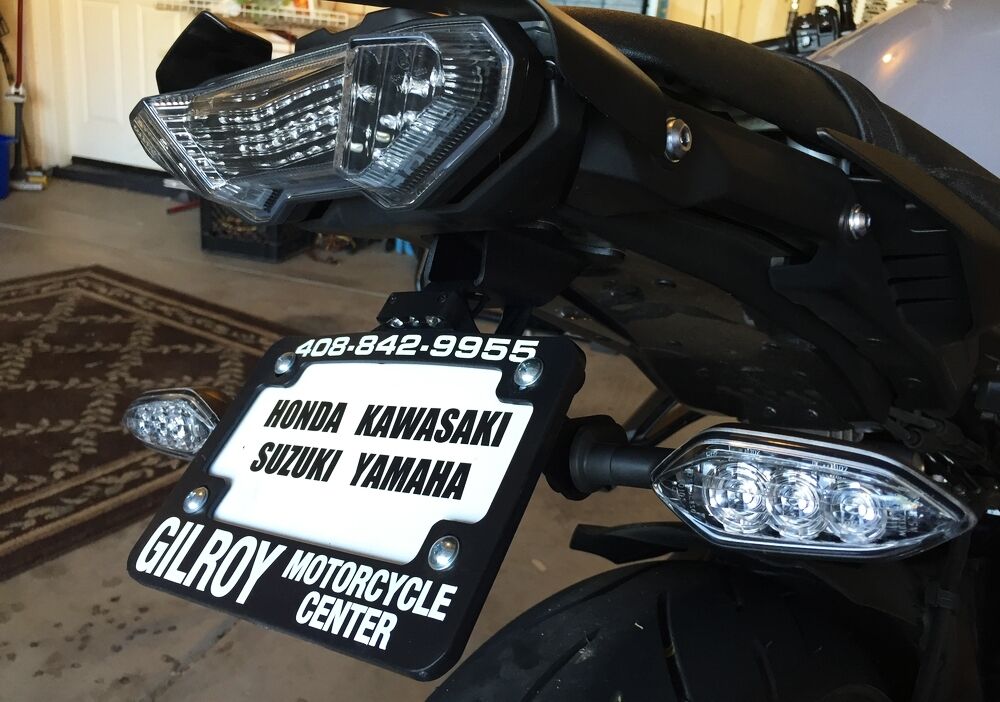 408-842-9955
HONDA KAWASAKI
SUZUKI YAMAHA
GILROY MOTORCYCLE
CENTER